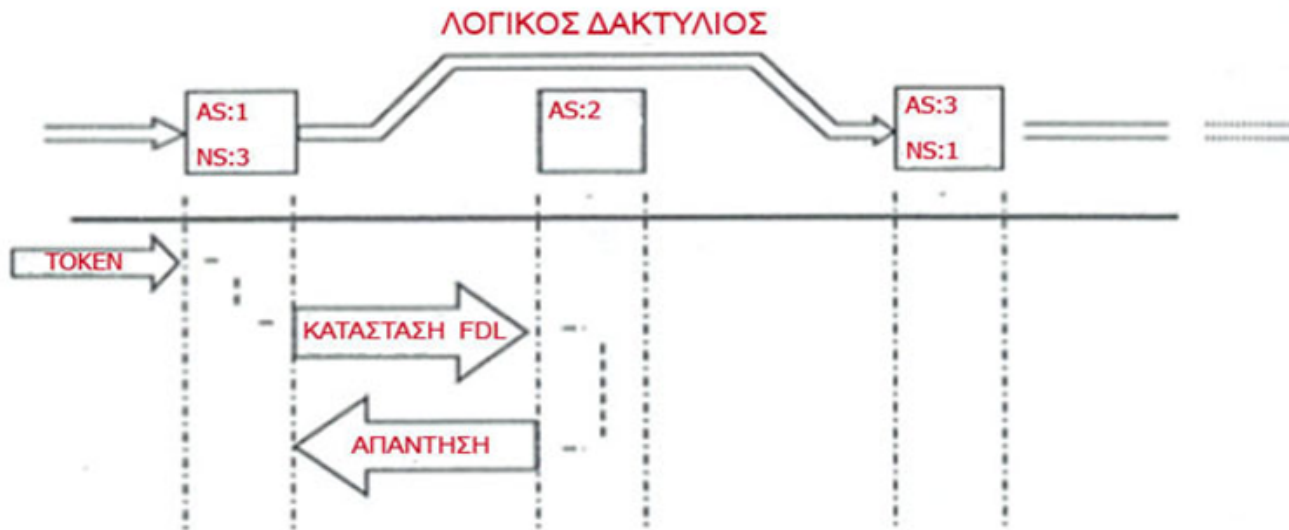 ΛΟΓΙΚΟΣ ΔΑΚΤΥΛΙΟΣ
AS:1
NS:3
AS:2
AS:3
NS:1
TOKEN
ΚΑΤΑΣΤΑΣΗ FDL
ΑΠΑΝΤΗΣΗ